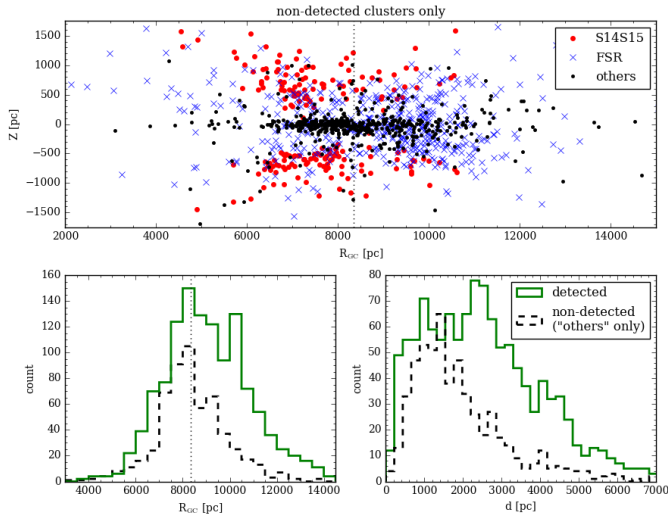 non-detected clusters only
1500
1000
500
0
−500
−1000
−1500
Z [pc]
S14S15
FSR
others
2000 4000 6000 8000 10000 12000 14000
R_GC [pc]
160
140
120
100
80
60
40
20
0
count
4000 6000 8000 10000 12000 14000
R_GC [pc]
80
70
60
50
40
30
20
10
0
count
detected
non-detected
("others" only)
0 1000 2000 3000 4000 5000 6000 7000
d [pc]